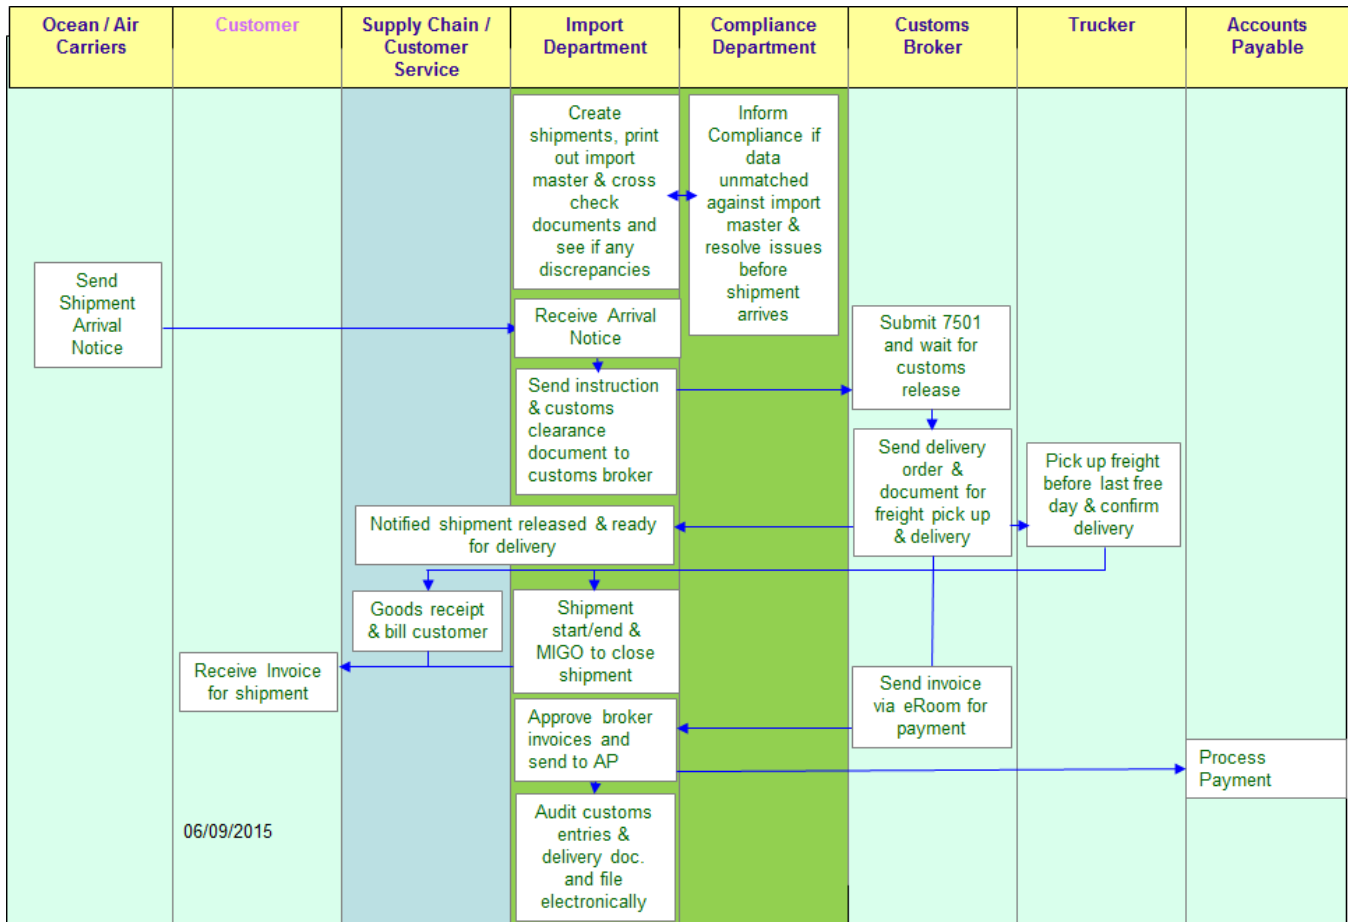 Ocean / Air
Carriers
Customer
Supply Chain /
Customer
Service
Import
Department
Compliance
Department
Customs
Broker
Trucker
Accounts
Payable
Create
shipments, print
out import
master & cross
check
documents and
see if any
discrepancies
Inform
Compliance if
data
unmatched
against import
master &
resolve issues
before
shipment
arrives
Send
Shipment
Arrival
Notice
Receive Arrival
Notice
Submit 7501
and wait for
customs
release
Send instruction
& customs
clearance
document to
customs broker
Send delivery
order &
document for
freight pick up
& delivery
Pick up freight
before last free
day & confirm
delivery
Notified shipment released & ready
for delivery
Goods receipt
& bill customer
Shipment
start/end &
MIGO to close
shipment
Receive Invoice
for shipment
Send invoice
via eRoom for
payment
Approve broker
invoices and
send to AP
Process
Payment
Audit customs
entries &
delivery doc.
and file
electronically
06/09/2015